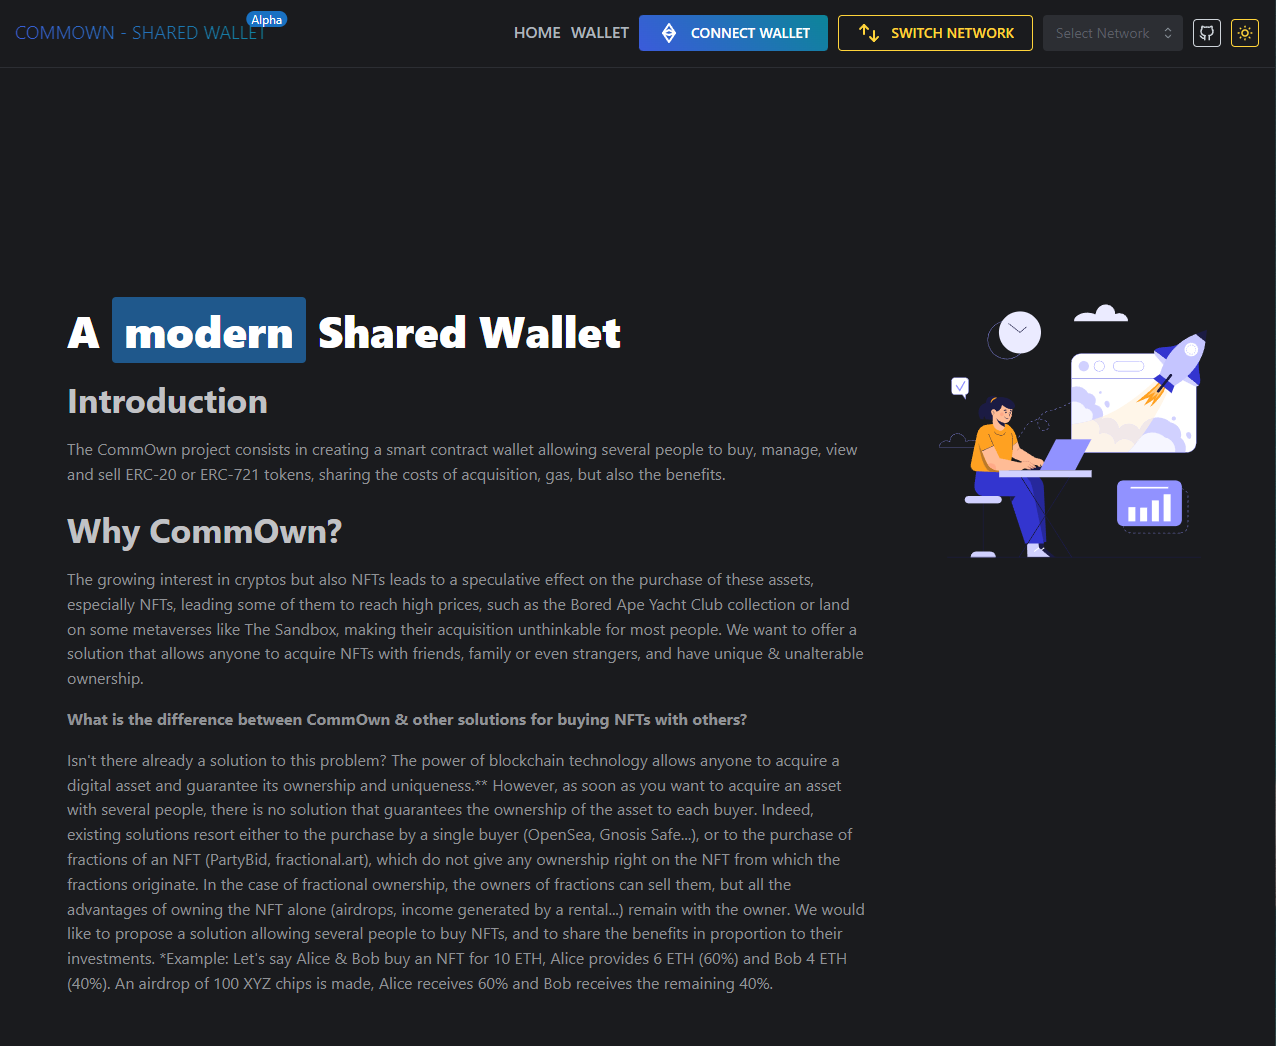 COMMOWN - SHARED WALLET
Alpha
HOME
WALLET
CONNECT WALLET
SWITCH NETWORK
Select Network
A modern Shared Wallet
Introduction
The CommOwn project consists in creating a smart contract wallet allowing several people to buy, manage, view
and sell ERC-20 or ERC-721 tokens, sharing the costs of acquisition, gas, but also the benefits.
Why CommOwn?
The growing interest in cryptos but also NFTs leads to a speculative effect on the purchase of these assets,
especially NFTs, leading some of them to reach high prices, such as the Bored Ape Yacht Club collection or land
on some metaverses like The Sandbox, making their acquisition unthinkable for most people. We want to offer a
solution that allows anyone to acquire NFTs with friends, family or even strangers, and have unique & unalterable
ownership.
What is the difference between CommOwn & other solutions for buying NFTs with others?
Isn't there already a solution to this problem? The power of blockchain technology allows anyone to acquire a
digital asset and guarantee its ownership and uniqueness.** However, as soon as you want to acquire an asset
with several people, there is no solution that guarantees the ownership of the asset to each buyer. Indeed,
existing solutions resort either to the purchase by a single buyer (OpenSea, Gnosis Safe...), or to the purchase of
fractions of an NFT (PartyBid, fractional.art), which do not give any ownership right on the NFT from which the
fractions originate. In the case of fractional ownership, the owners of fractions can sell them, but all the
advantages of owning the NFT alone (airdrops, income generated by a rental...) remain with the owner. We would
like to propose a solution allowing several people to buy NFTs, and to share the benefits in proportion to their
investments. *Example: Let's say Alice & Bob buy an NFT for 10 ETH, Alice provides 6 ETH (60%) and Bob 4 ETH
(40%). An airdrop of 100 XYZ chips is made, Alice receives 60% and Bob receives the remaining 40%.